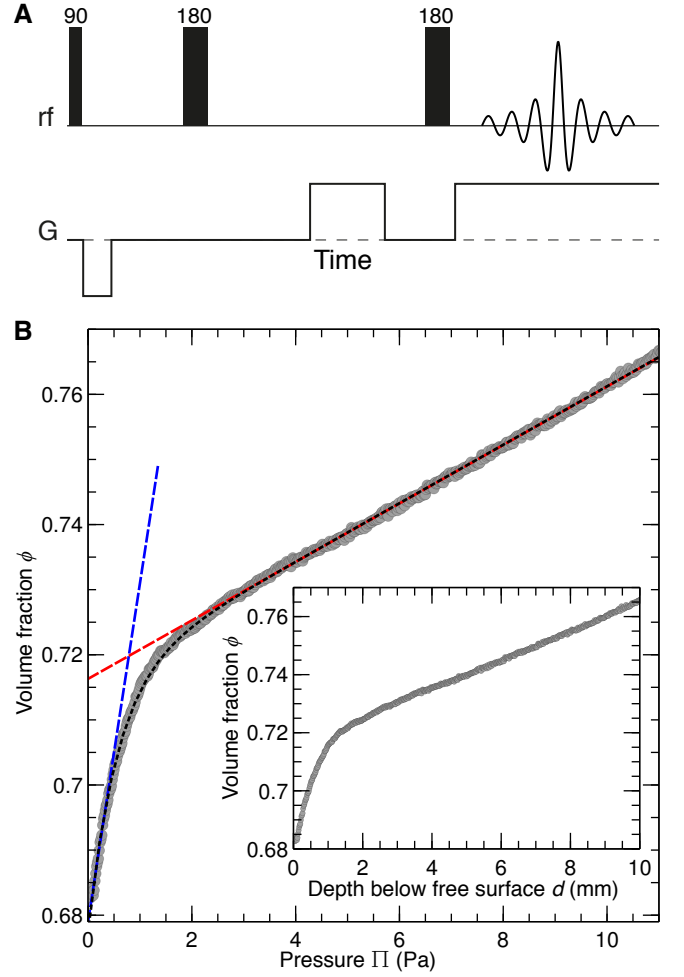 A
90 180 180
rf
G
Time
B
0.76
0.74
0.72
0.7
0.68
Volume fraction ϕ
0 2 4 6 8 10
Pressure Π (Pa)
0.76
0.74
0.72
0.7
0.68
Volume fraction ϕ
0 2 4 6 8 10
Depth below free surface d (mm)